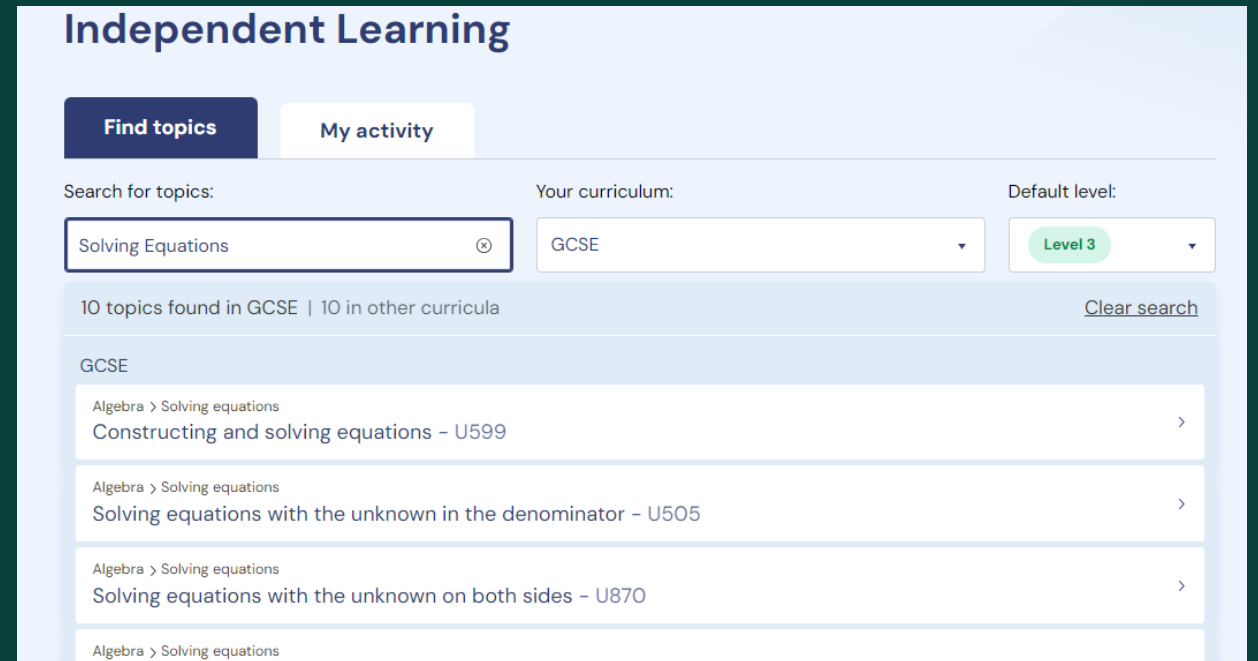 Independent Learning
Find topics
My activity
Search for topics:
Your curriculum:
Default level:
Solving Equations
GCSE
Level 3
10 topics found in GCSE | 10 in other curricula
Clear search
GCSE
Algebra > Solving equations
Constructing and solving equations – U599
Algebra > Solving equations
Solving equations with the unknown in the denominator – U505
Algebra > Solving equations
Solving equations with the unknown on both sides – U870
Algebra > Solving equations